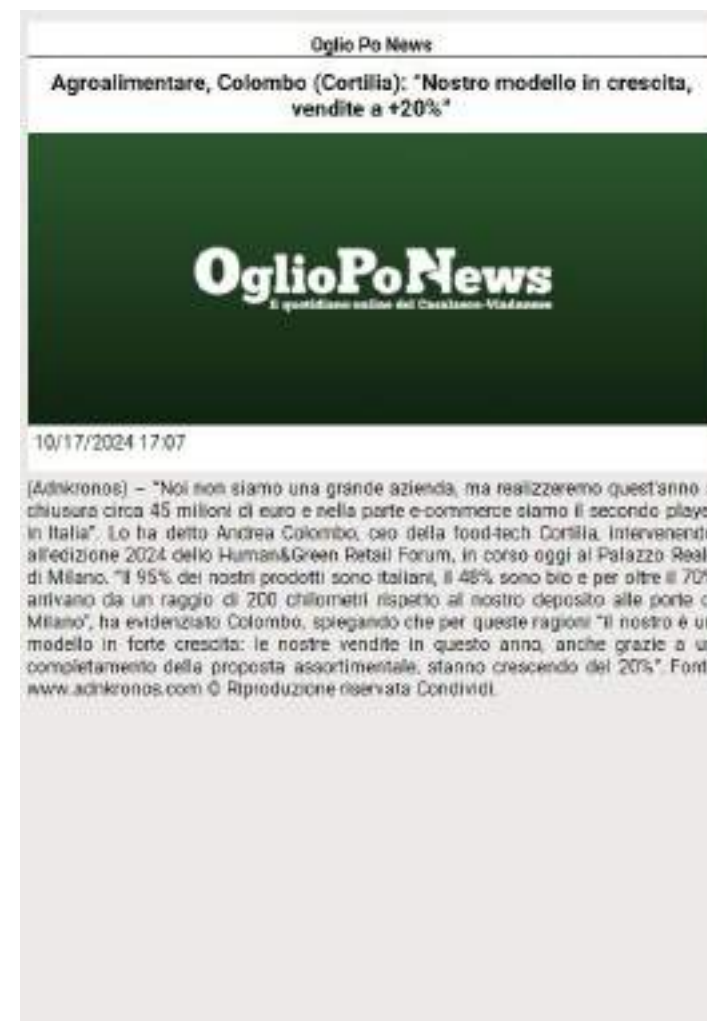 Oglio Po News
Agroalimentare, Colombo (Cortilia): "Nostro modello in crescita,
vendite a +20%"
OglioPoNews
Il quotidiano online del Casalasco-Viadanese
10/17/2024 17:07
(Adnkronos) – "Noi non siamo una grande azienda, ma realizzeremo quest'anno
chiusura circa 45 milioni di euro e nella parte e-commerce siamo il secondo playe
in Italia". Lo ha detto Andrea Colombo, ceo della food-tech Cortilia, intervenendo
all'edizione 2024 dello Human&Green Retail Forum, in corso oggi al Palazzo Real
di Milano. "Il 95% dei nostri prodotti sono italiani, il 48% sono bio e per oltre il 70%
arrivano da un raggio di 200 chilometri rispetto al nostro deposito alle porte d
Milano", ha evidenziato Colombo, spiegando che per queste ragioni "il nostro è un
modello in forte crescita: le nostre vendite in questo anno, anche grazie a un
completamento della proposta assortimentale, stanno crescendo del 20%". Font
www.adnkronos.com © Riproduzione riservata Condividi.